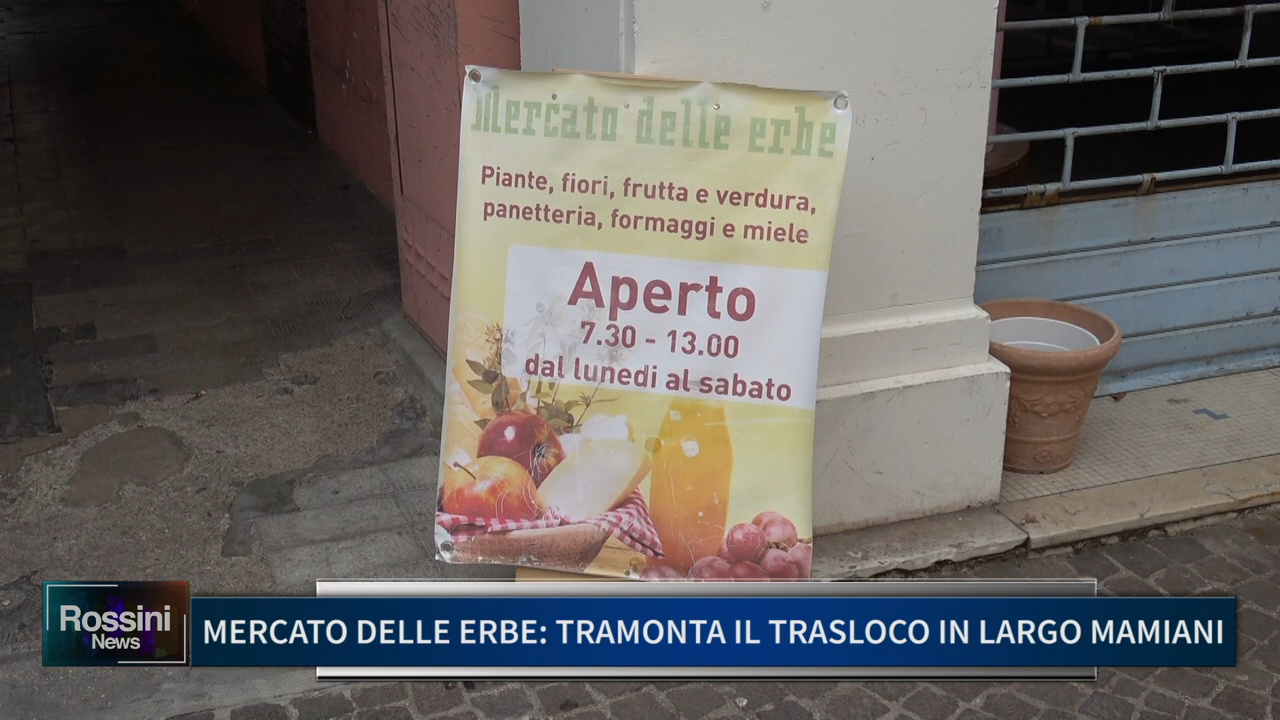 Mercato delle erbe
Piante, fiori, frutta e verdura,
panetteria, formaggi e miele
Aperto
7.30 - 13.00
dal lunedì al sabato
Rossini
News
MERCATO DELLE ERBE: TRAMONTA IL TRASLOCO IN LARGO MAMIANI